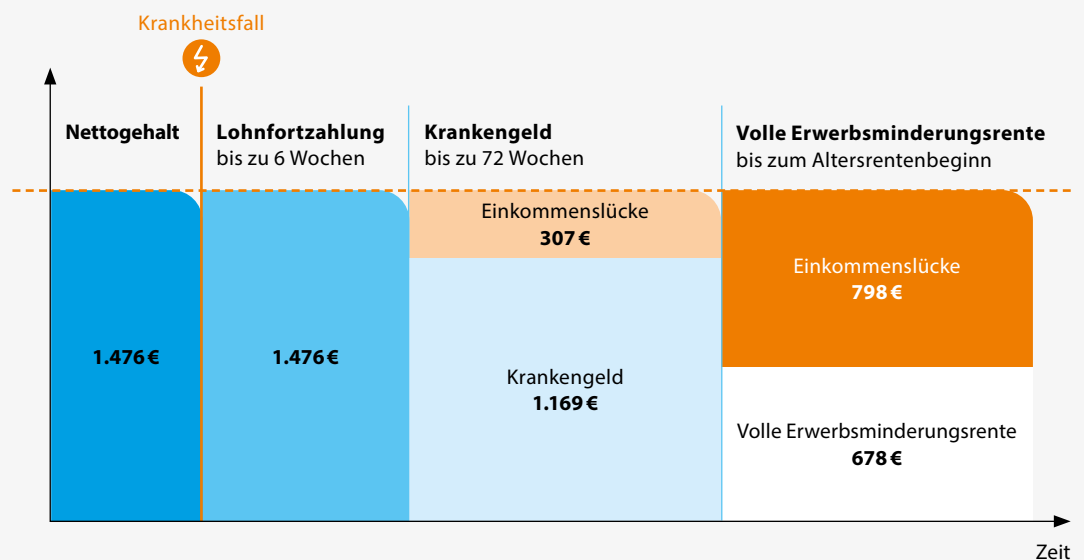 Krankheitsfall
Nettogehalt
Lohnfortzahlung
bis zu 6 Wochen
Krankengeld
bis zu 72 Wochen
Volle Erwerbsminderungsrente
bis zum Altersrentenbeginn
1.476 €
1.476 €
Einkommenslücke
307 €
Krankengeld
1.169 €
Einkommenslücke
798 €
Volle Erwerbsminderungsrente
678 €
Zeit